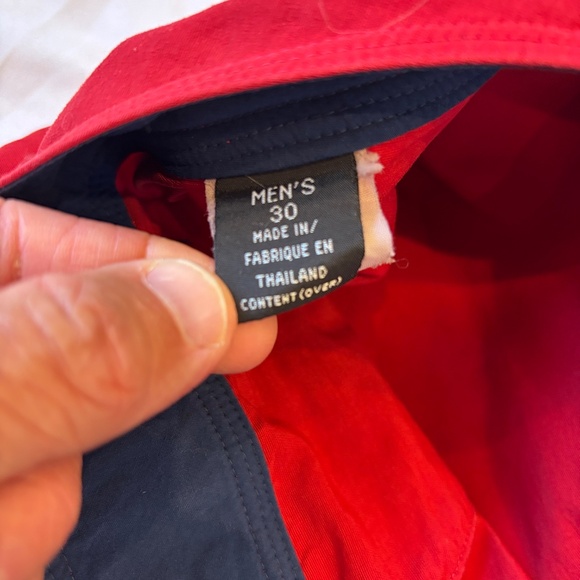 MEN'S
30
MADE IN/
FABRIQUE EN
THAILAND
CONTENT (OVER)